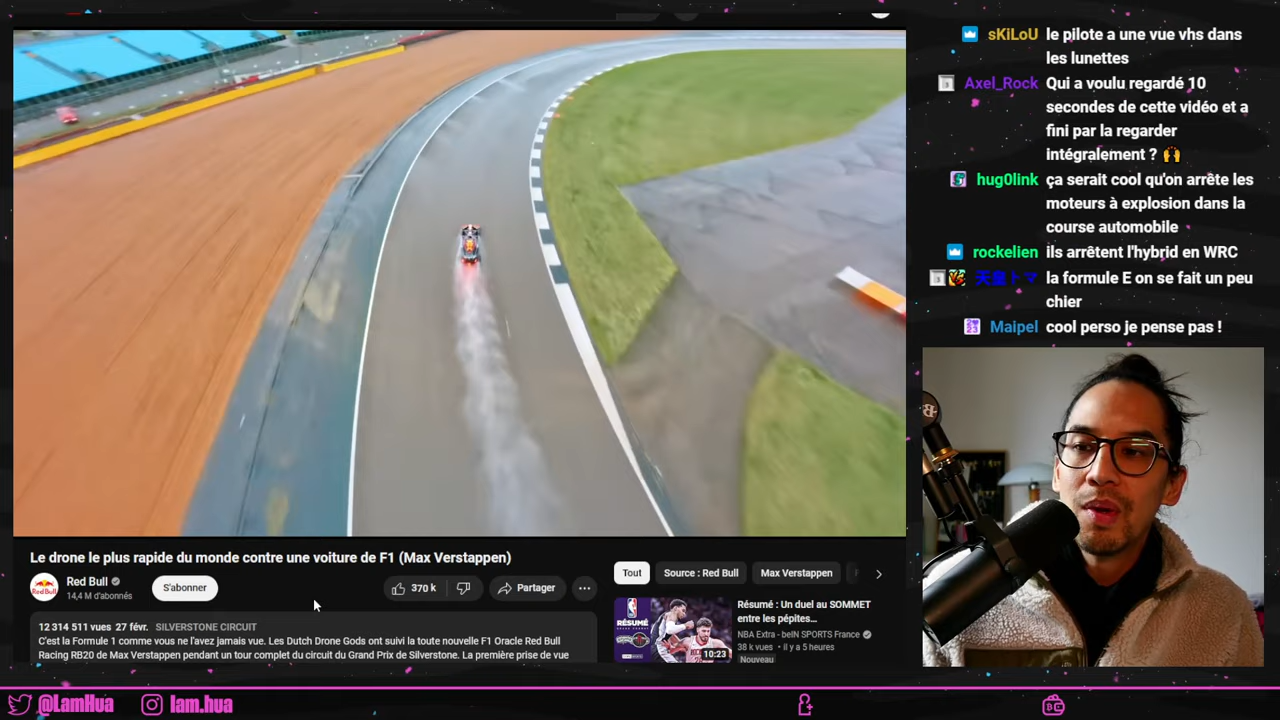 sKiLoU le pilote a une vue vhs dans
les lunettes
Axel_Rock Qui a voulu regardé 10
secondes de cette vidéo et a
fini par la regarder
intégralement ? 🙌
hug0link ça serait cool qu'on arrête les
moteurs à explosion dans la
course automobile
rockelien ils arrêtent l'hybrid en WRC
天皇トマ la formule E on se fait un peu
chier
Maipel cool perso je pense pas !
Le drone le plus rapide du monde contre une voiture de F1 (Max Verstappen)
Red Bull
14,4 M d'abonnés
S'abonner
370 k
Partager
12 314 511 vues 27 févr. SILVERSTONE CIRCUIT
C'est la Formule 1 comme vous ne l'avez jamais vue. Les Dutch Drone Gods ont suivi la toute nouvelle F1 Oracle Red Bull
Racing RB20 de Max Verstappen pendant un tour complet du circuit du Grand Prix de Silverstone. La première prise de vue
Tout
Source : Red Bull
Max Verstappen
RÉSUMÉ
10:23
Résumé : Un duel au SOMMET
entre les pépites...
NBA Extra - beIN SPORTS France
38 k vues • il y a 5 heures
Nouveau
@LamHua
lam.hua